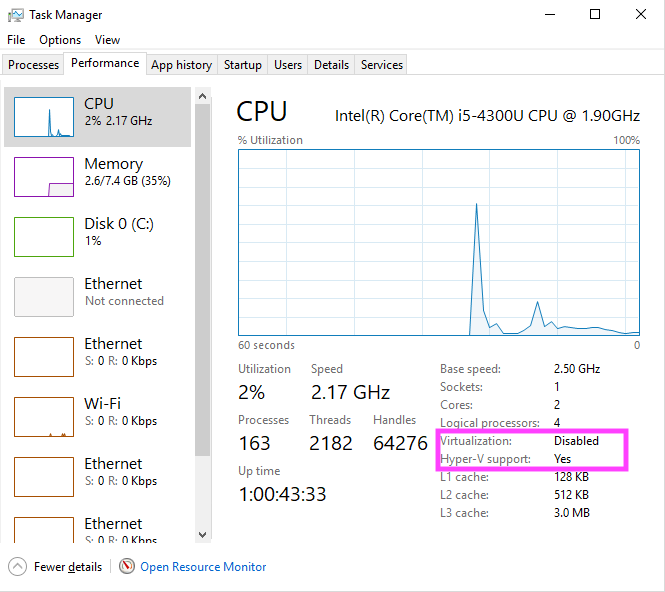 Task Manager
File Options View
Processes Performance App history Startup Users Details Services
CPU
2% 2.17 GHz
Memory
2.6/7.4 GB (35%)
Disk 0 (C:)
1%
Ethernet
Not connected
Ethernet
S: 0 R: 0 Kbps
Wi-Fi
S: 0 R: 0 Kbps
Ethernet
S: 0 R: 0 Kbps
Ethernet
S: 0 R: 0 Kbps
CPU Intel(R) Core(TM) i5-4300U CPU @ 1.90GHz
% Utilization 100%
60 seconds 0
Utilization Speed
2% 2.17 GHz
Processes Threads Handles
163 2182 64276
Up time
1:00:43:33
Base speed: 2.50 GHz
Sockets: 1
Cores: 2
Logical processors: 4
Virtualization: Disabled
Hyper-V support: Yes
L1 cache: 128 KB
L2 cache: 512 KB
L3 cache: 3.0 MB
Fewer details Open Resource Monitor